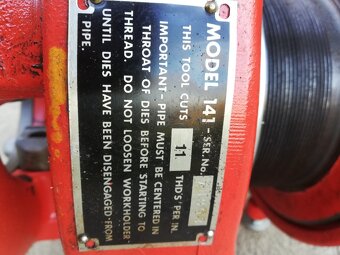 MODEL 141-SER. No.
THIS TOOL CUTS 11 THDS PER IN.
IMPORTANT-PIPE MUST BE CENTERED IN
THROAT OF DIES BEFORE STARTING TO
THREAD. DO NOT LOOSEN WORKHOLDER
UNTIL DIES HAVE BEEN DISENGAGED FROM
PIPE.